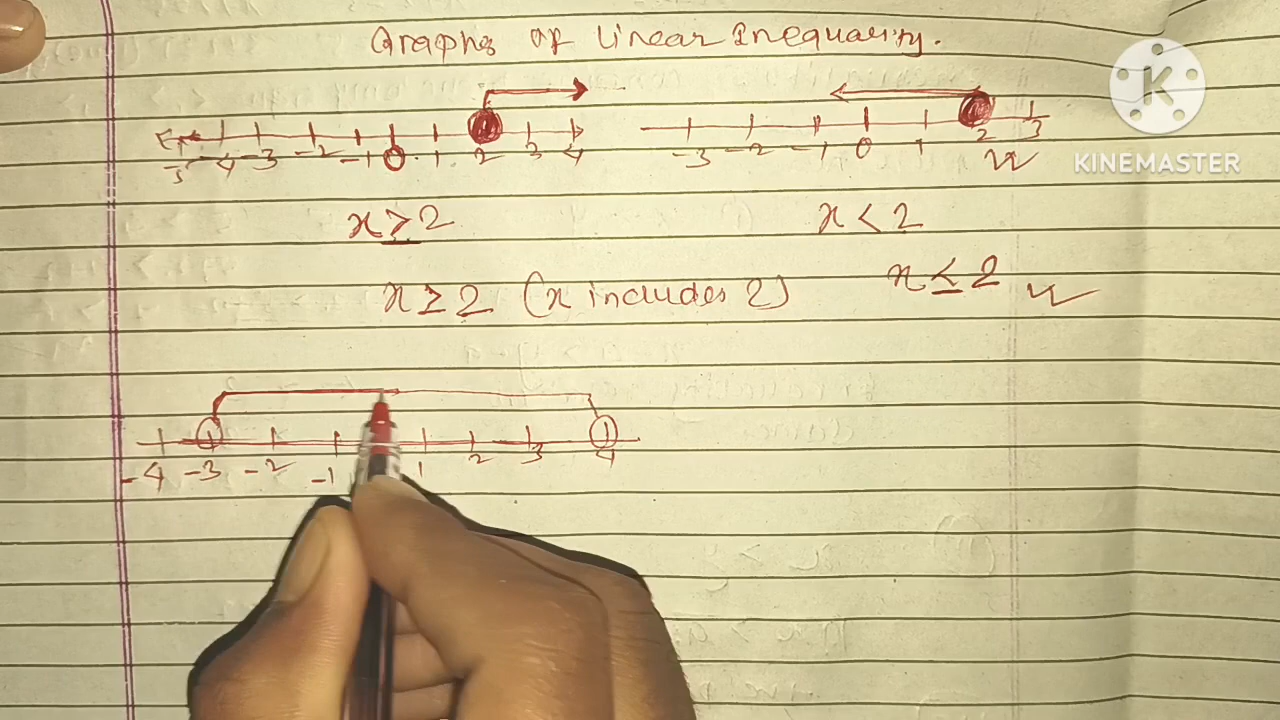 Graphs of Linear Inequality.
-5 -4 -3 -2 -1 0 1 2 3 4
-3 -2 -1 0 1 2 3
K
KINEMASTER
x ≥ 2
x < 2
x ≥ 2 (x includes 2)
x ≤ 2
-4 -3 -2 -1 1 2 3 4